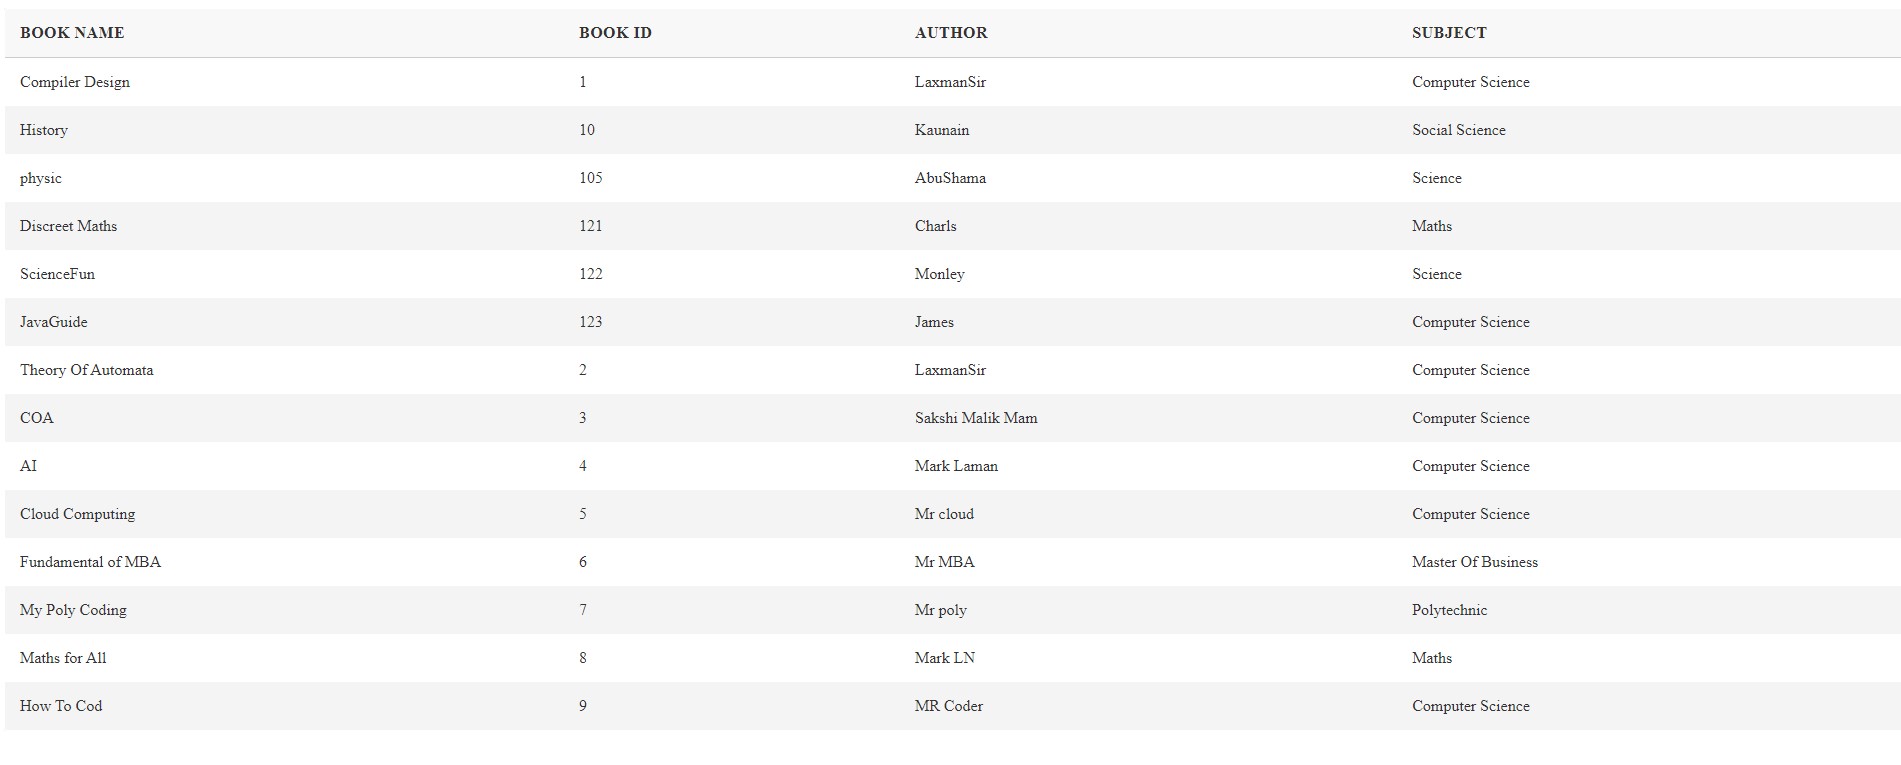 BOOK NAME BOOK ID AUTHOR SUBJECT
Compiler Design 1 LaxmanSir Computer Science
History 10 Kaunain Social Science
physic 105 AbuShama Science
Discreet Maths 121 Charls Maths
ScienceFun 122 Monley Science
JavaGuide 123 James Computer Science
Theory Of Automata 2 LaxmanSir Computer Science
COA 3 Sakshi Malik Mam Computer Science
AI 4 Mark Laman Computer Science
Cloud Computing 5 Mr cloud Computer Science
Fundamental of MBA 6 Mr MBA Master Of Business
My Poly Coding 7 Mr poly Polytechnic
Maths for All 8 Mark LN Maths
How To Cod 9 MR Coder Computer Science